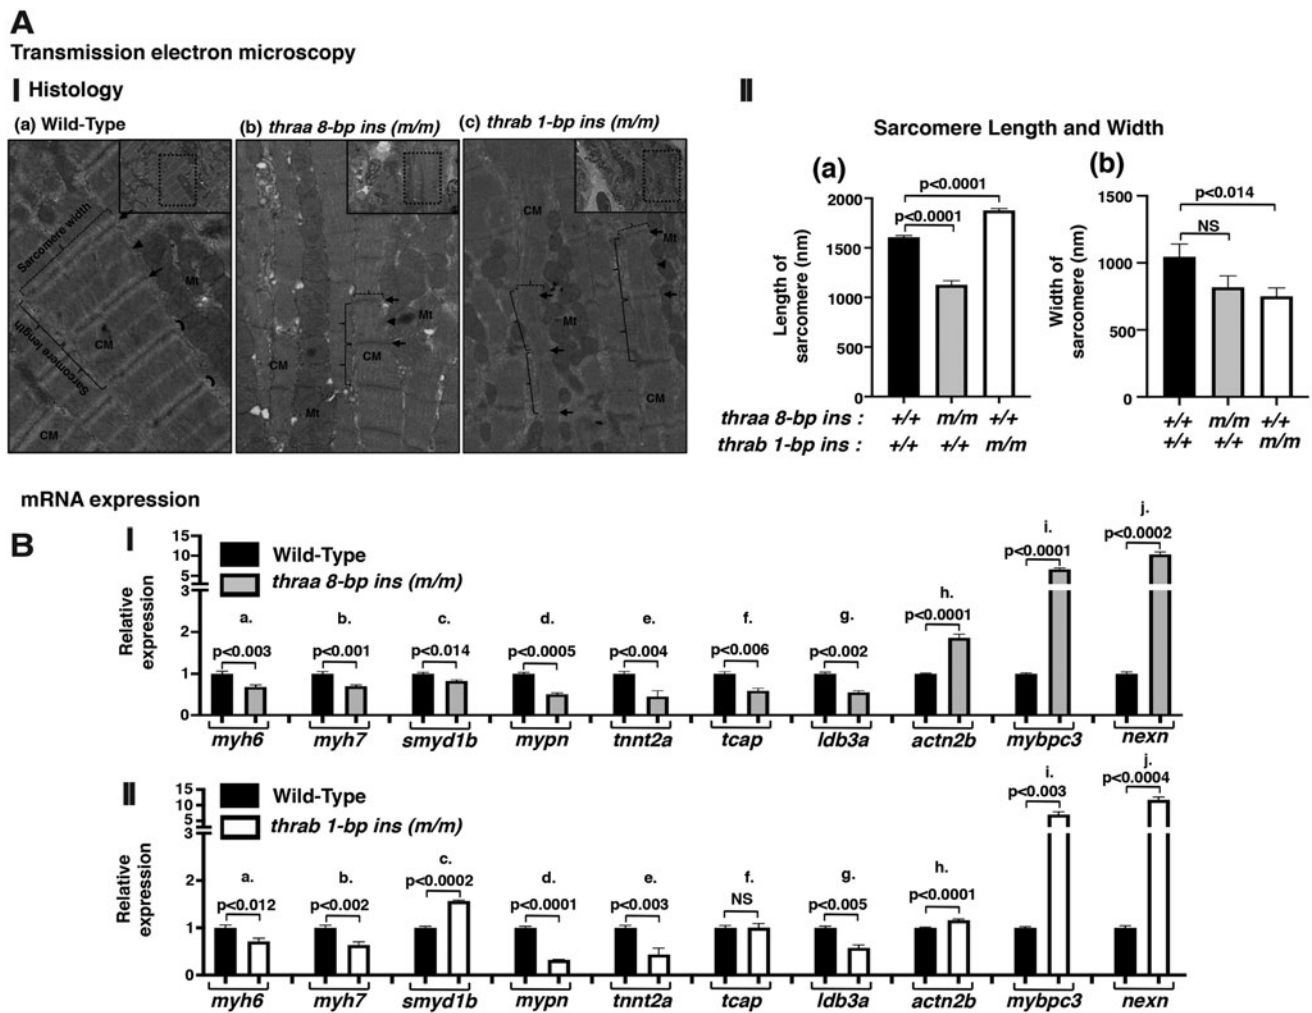 A
Transmission electron microscopy
I Histology
(a) Wild-Type
(b) thraa 8-bp ins (m/m)
(c) thrab 1-bp ins (m/m)
Sarcomere width
Sarcomere length
Mt
CM
CM
Mt
CM
CM
Mt
CM
Mt
Mt
CM
II
Sarcomere Length and Width
(a)
p<0.0001
p<0.0001
Length of
sarcomere (nm)
2000
1500
1000
500
0
thraa 8-bp ins : +/+ m/m +/+
thrab 1-bp ins : +/+ +/+ m/m
(b)
p<0.014
NS
Width of
sarcomere (nm)
1500
1000
500
0
+/+ m/m +/+
+/+ +/+ m/m
mRNA expression
B
I
Relative
expression
15
10
5
3
2
1
0
Wild-Type
thraa 8-bp ins (m/m)
a. b. c. d. e. f. g. h. i. j.
p<0.003 p<0.001 p<0.014 p<0.0005 p<0.004 p<0.006 p<0.002 p<0.0001 p<0.0001 p<0.0002
myh6 myh7 smyd1b mypn tnnt2a tcap ldb3a actn2b mybpc3 nexn
II
Relative
expression
15
10
5
3
2
1
0
Wild-Type
thrab 1-bp ins (m/m)
a. b. c. d. e. f. g. h. i. j.
p<0.012 p<0.002 p<0.0002 p<0.0001 p<0.003 NS p<0.005 p<0.0001 p<0.003 p<0.0004
myh6 myh7 smyd1b mypn tnnt2a tcap ldb3a actn2b mybpc3 nexn